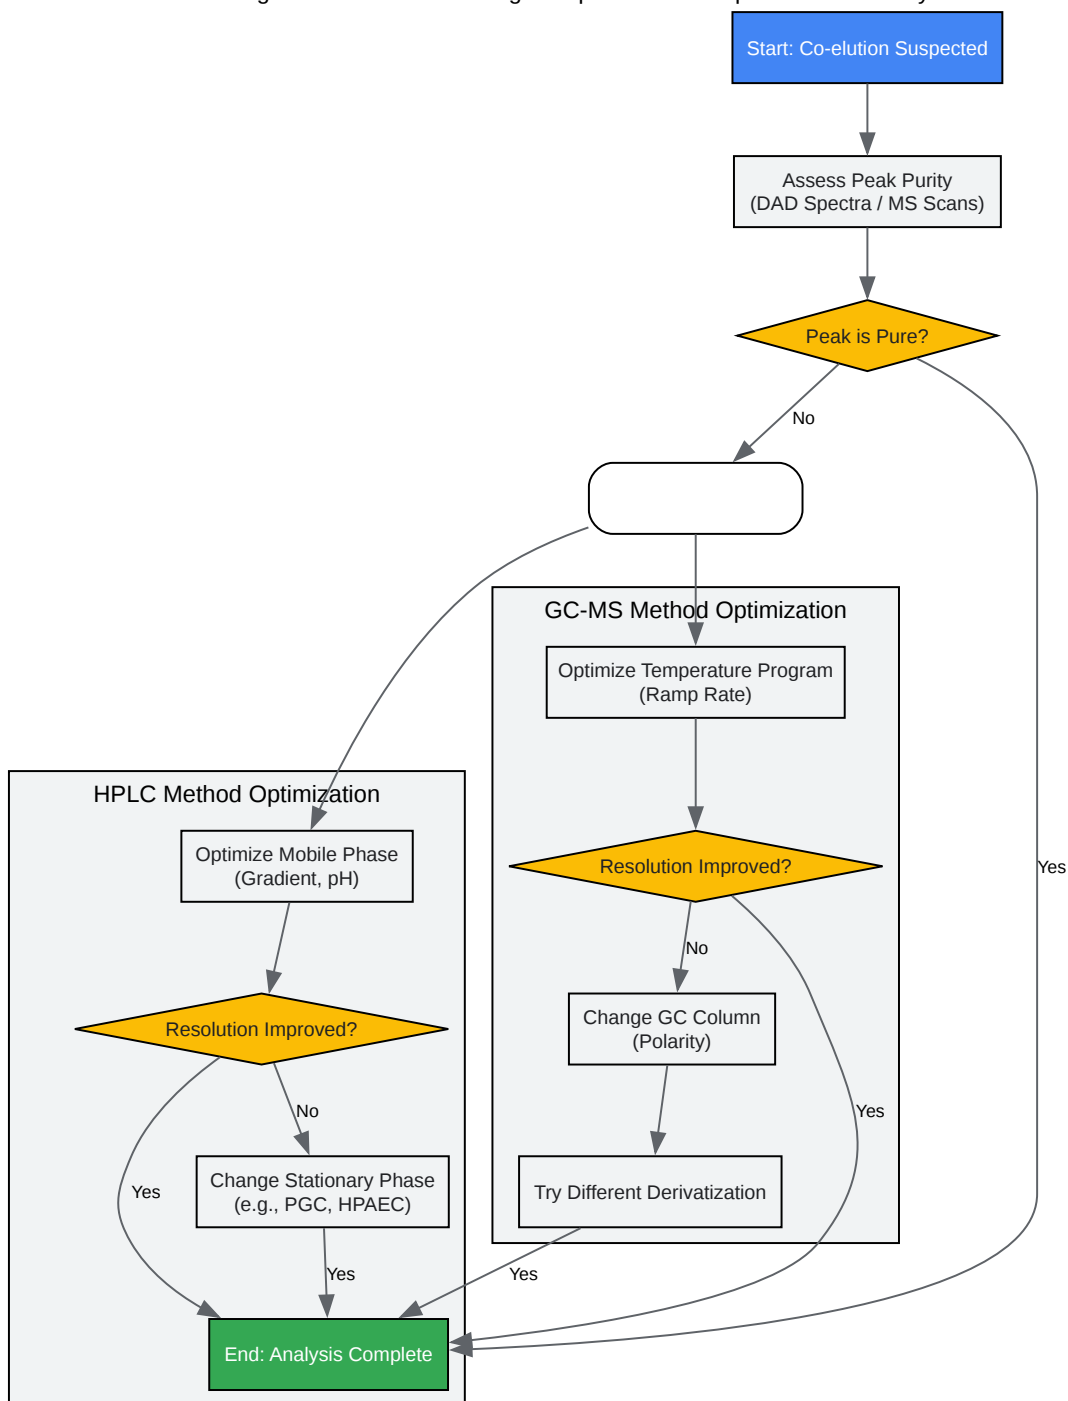 Start: Co-elution Suspected
Assess Peak Purity
(DAD Spectra / MS Scans)
Peak is Pure?
No
Yes
GC-MS Method Optimization
Optimize Temperature Program
(Ramp Rate)
Resolution Improved?
No
Yes
Change GC Column
(Polarity)
Try Different Derivatization
Yes
HPLC Method Optimization
Optimize Mobile Phase
(Gradient, pH)
Resolution Improved?
No
Yes
Change Stationary Phase
(e.g., PGC, HPAEC)
Yes
End: Analysis Complete